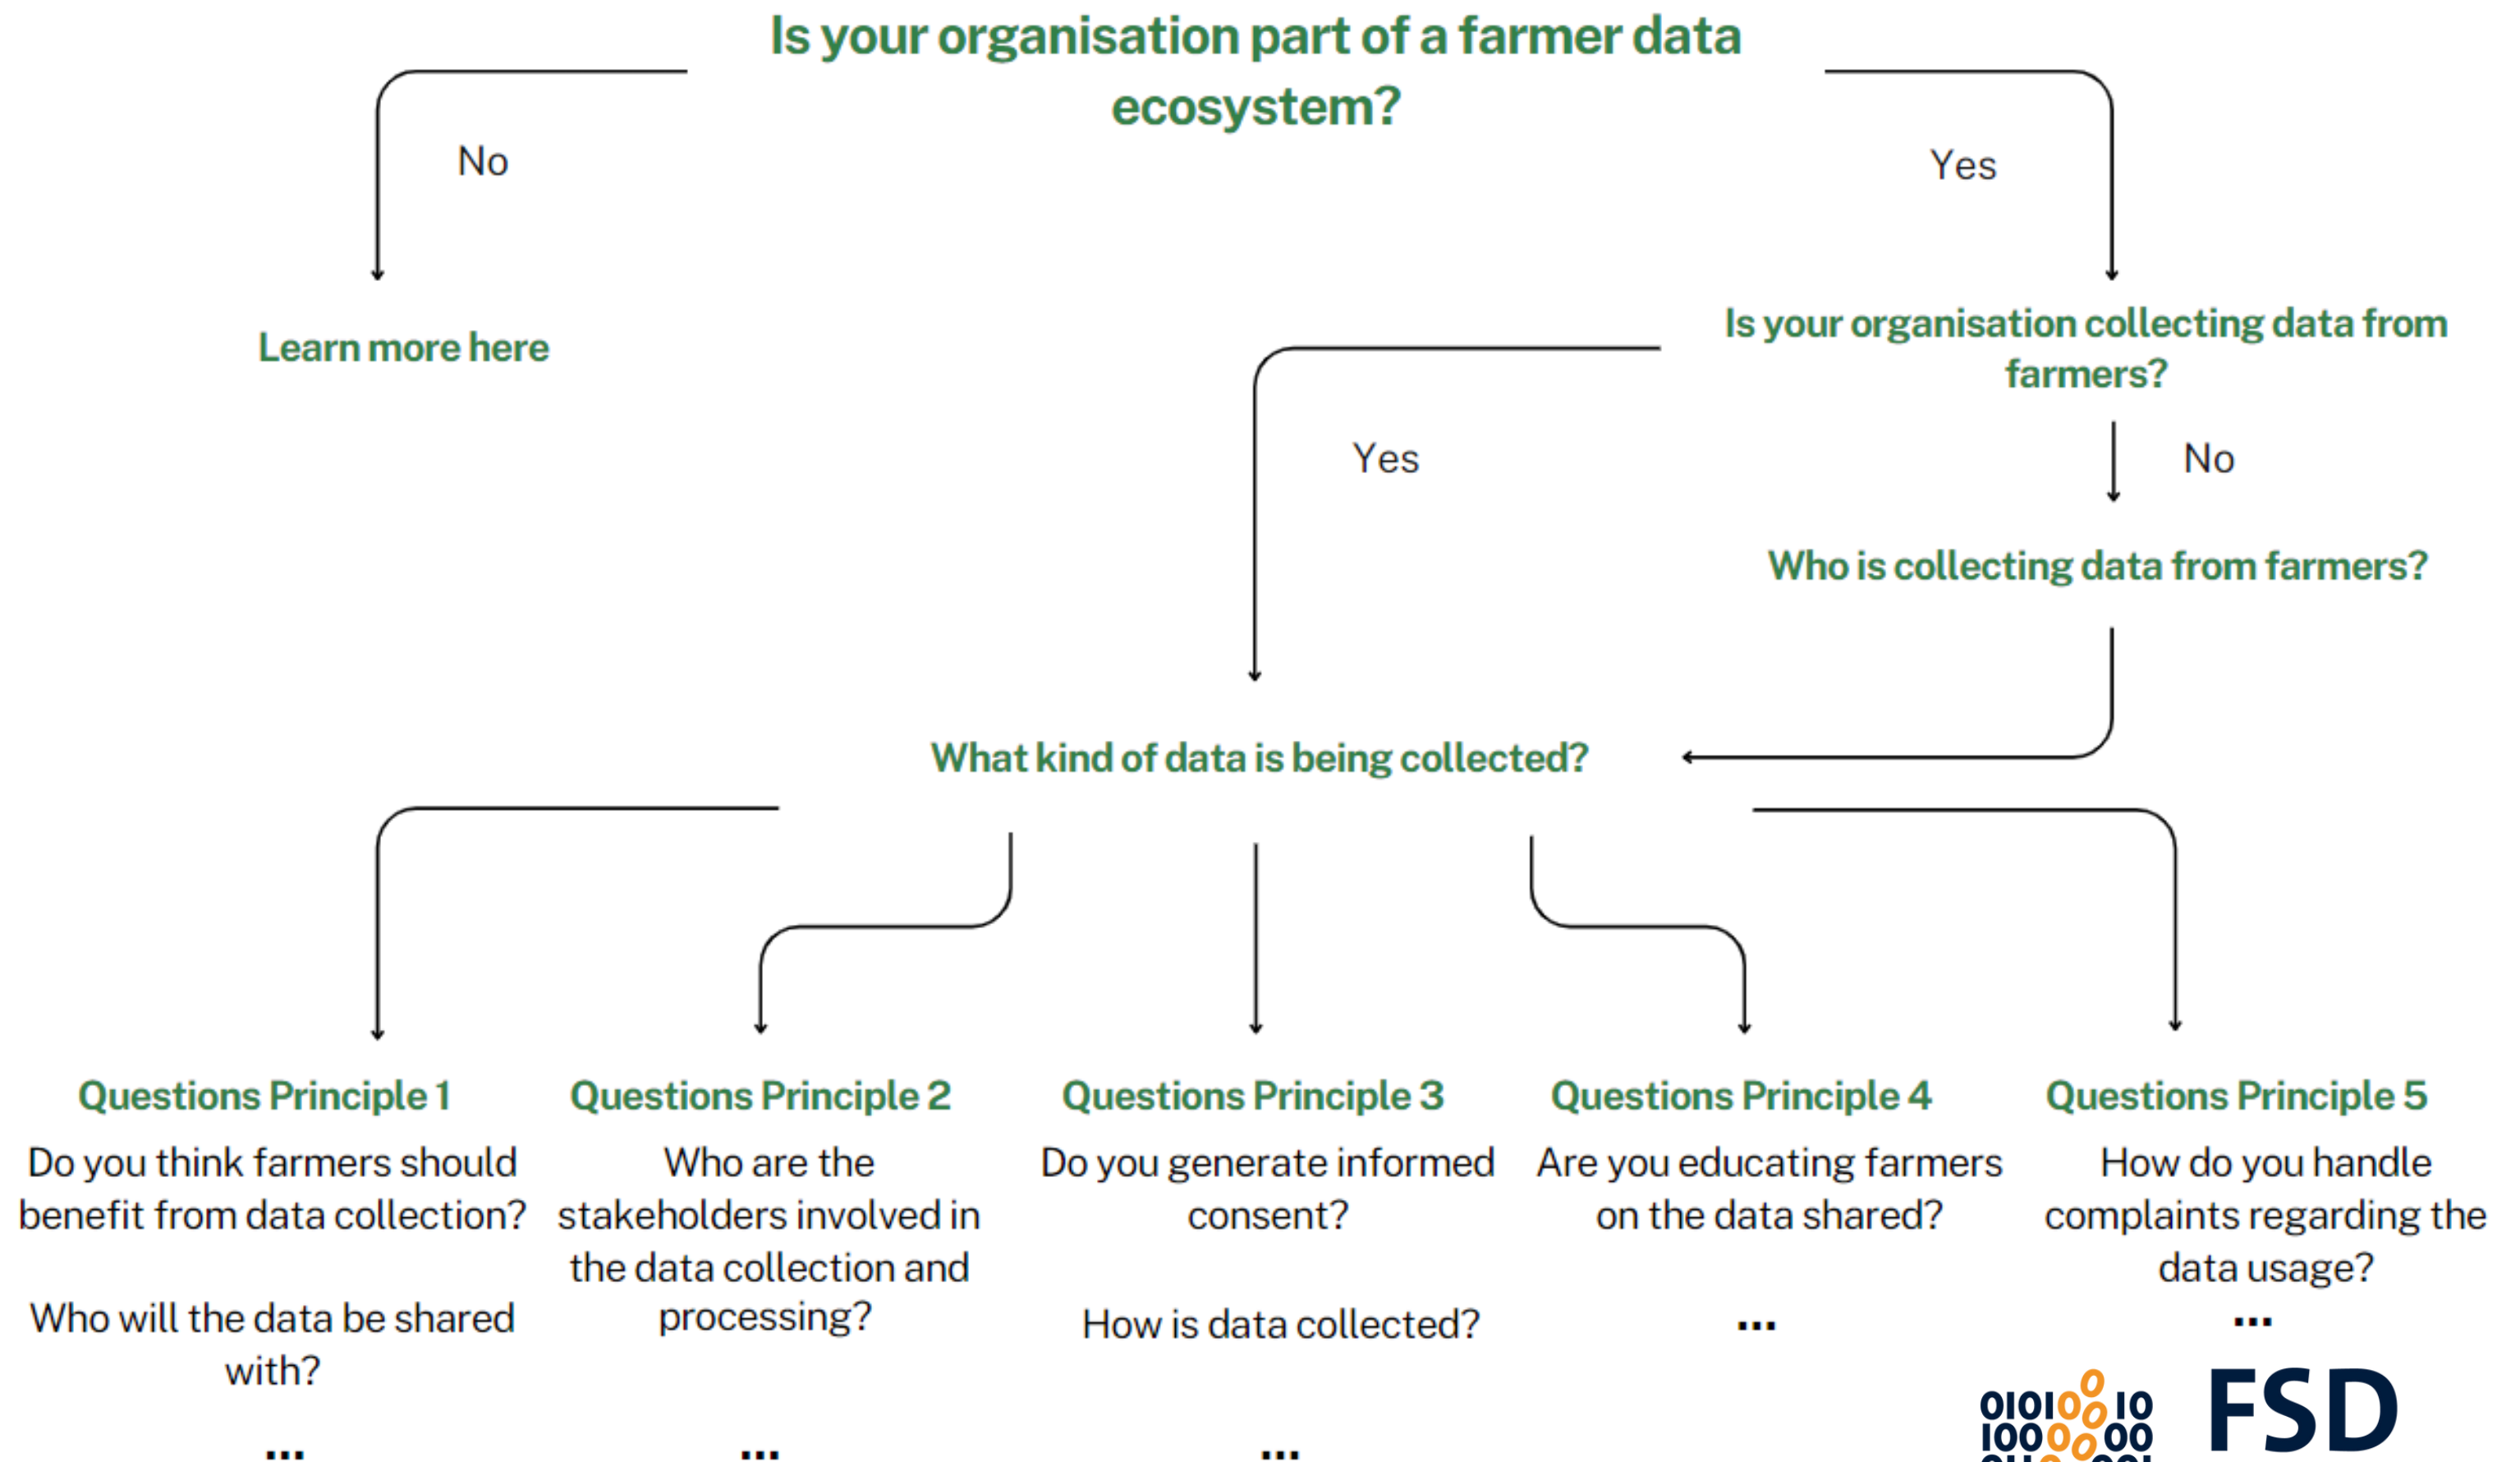 Is your organisation part of a farmer data
ecosystem?
No
Yes
Learn more here
Is your organisation collecting data from
farmers?
Yes
No
Who is collecting data from farmers?
What kind of data is being collected?
Questions Principle 1
Do you think farmers should
benefit from data collection?
Who will the data be shared
with?
...
Questions Principle 2
Who are the
stakeholders involved in
the data collection and
processing?
...
Questions Principle 3
Do you generate informed
consent?
How is data collected?
...
Questions Principle 4
Are you educating farmers
on the data shared?
...
Questions Principle 5
How do you handle
complaints regarding the
data usage?
...
01010010
1000000
FSD